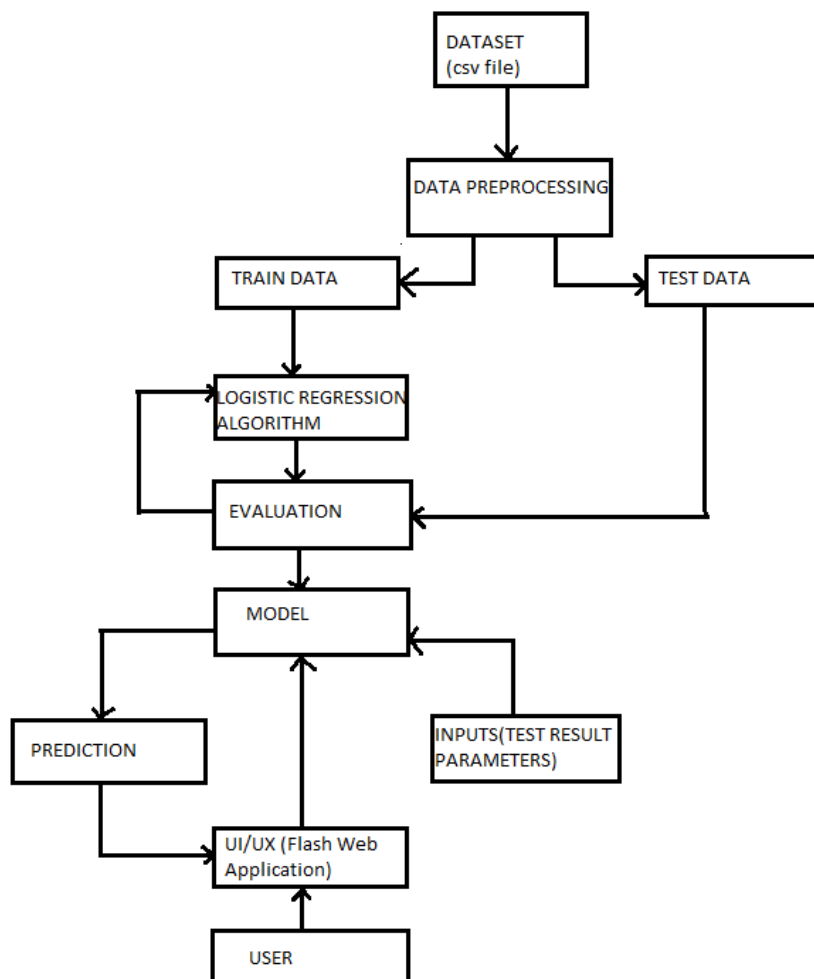 DATASET
(csv file)
DATA PREPROCESSING
TRAIN DATA
TEST DATA
LOGISTIC REGRESSION
ALGORITHM
EVALUATION
MODEL
PREDICTION
INPUTS(TEST RESULT
PARAMETERS)
UI/UX (Flash Web
Application)
USER